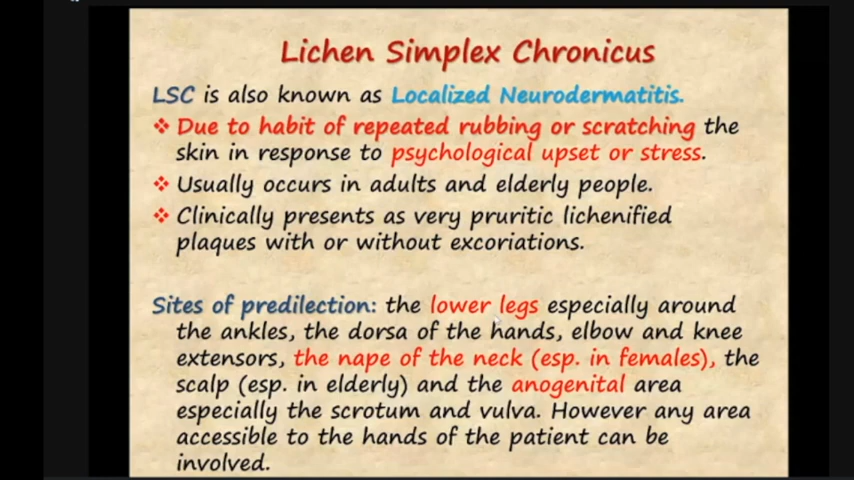 Lichen Simplex Chronicus
LSC is also known as Localized Neurodermatitis.
❖ Due to habit of repeated rubbing or scratching the
skin in response to psychological upset or stress.
❖ Usually occurs in adults and elderly people.
❖ Clinically presents as very pruritic lichenified
plaques with or without excoriations.
Sites of predilection: the lower legs especially around
the ankles, the dorsa of the hands, elbow and knee
extensors, the nape of the neck (esp. in females), the
scalp (esp. in elderly) and the anogenital area
especially the scrotum and vulva. However any area
accessible to the hands of the patient can be
involved.